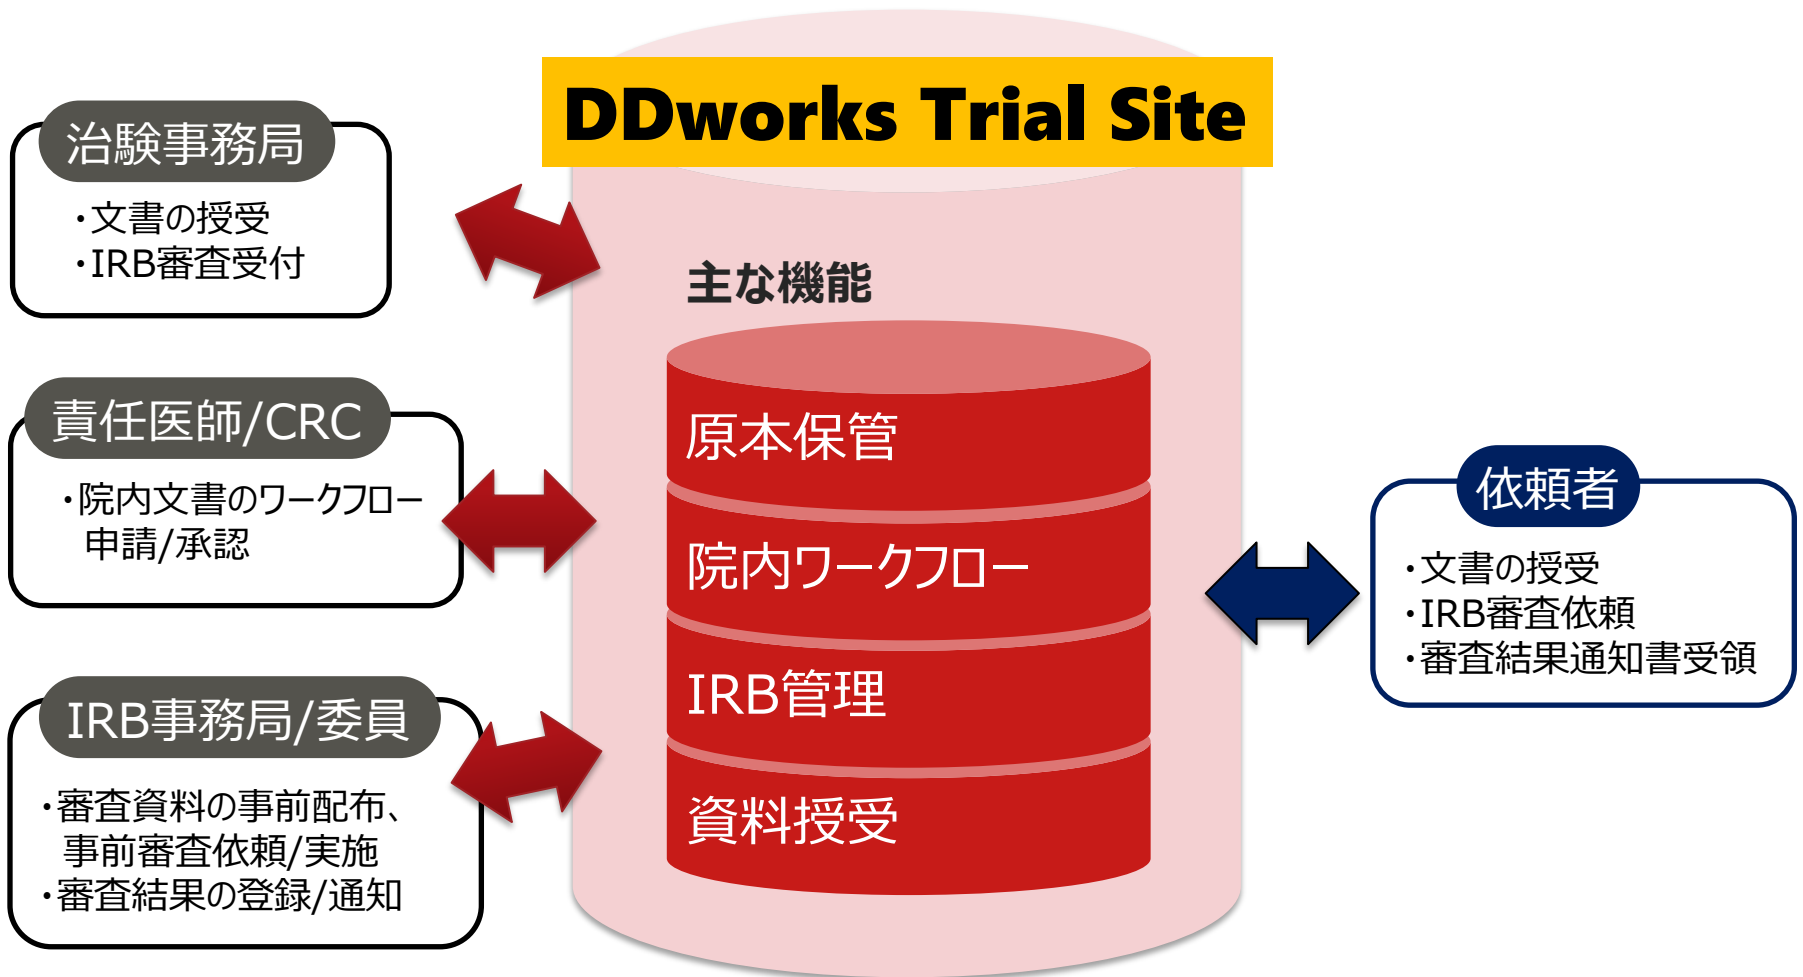 DDworks Trial Site
治験事務局
・文書の授受
・IRB審査受付
責任医師/CRC
・院内文書のワークフロー
申請/承認
IRB事務局/委員
・審査資料の事前配布、
事前審査依頼/実施
・審査結果の登録/通知
主な機能
原本保管
院内ワークフロー
IRB管理
資料授受
依頼者
・文書の授受
・IRB審査依頼
・審査結果通知書受領